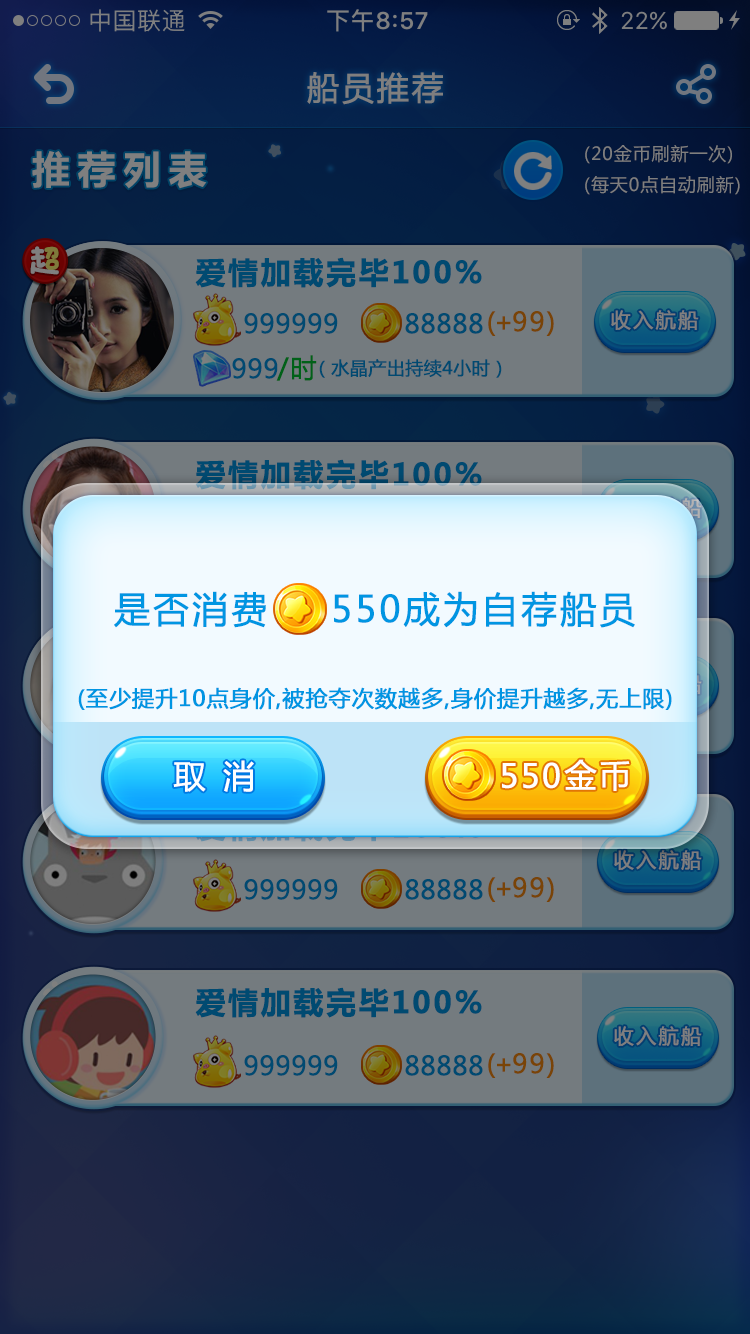 中国联通 下午8:57 22%
船员推荐
推荐列表
(20金币刷新一次)
(每天0点自动刷新)
超
爱情加载完毕100%
999999 88888(+99)
999/时(水晶产出持续4小时)
收入航船
爱情加载完毕100%
船
是否消费550成为自荐船员
(至少提升10点身价,被抢夺次数越多,身价提升越多,无上限)
取消
550金币
999999 88888(+99)
收入航船
爱情加载完毕100%
999999 88888(+99)
收入航船